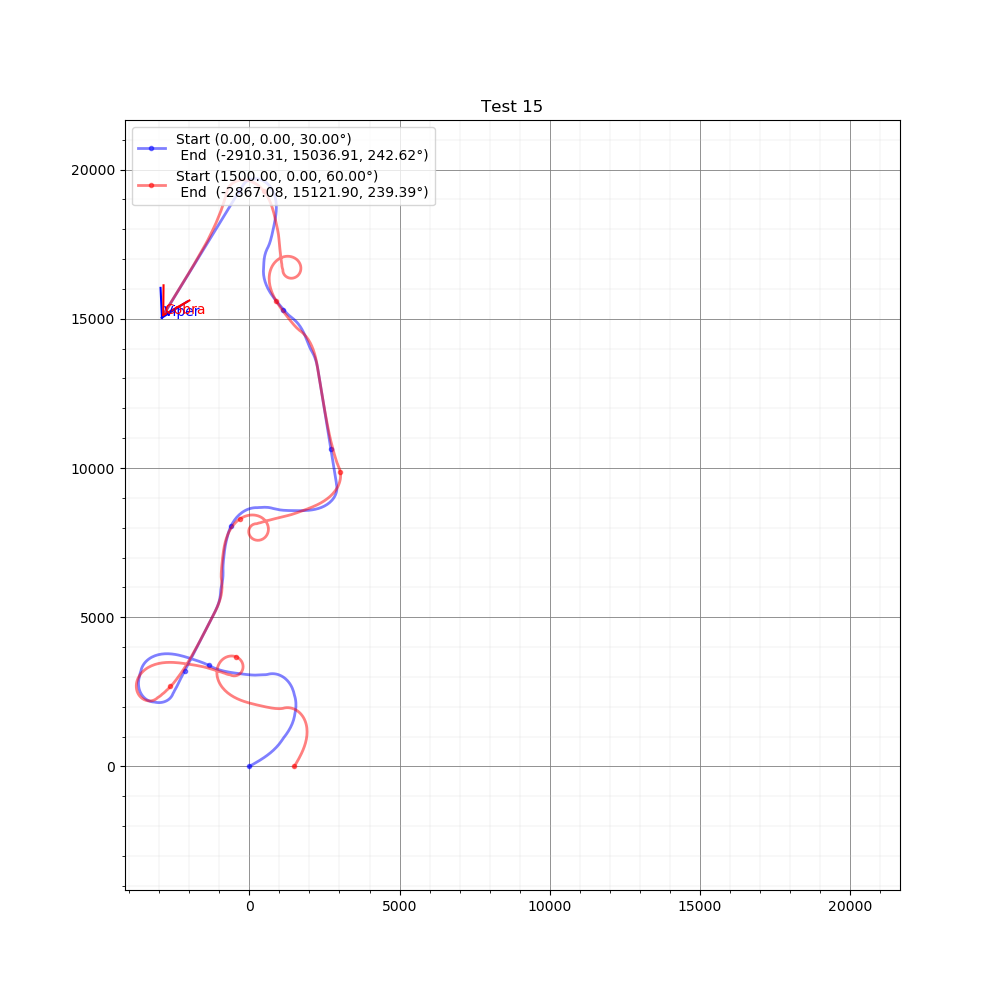 Test 15
Start (0.00, 0.00, 30.00°)
End (-2910.31, 15036.91, 242.62°)
Start (1500.00, 0.00, 60.00°)
End (-2867.08, 15121.90, 239.39°)
20000
15000
10000
5000
0
Viper
Cobra
0
5000
10000
15000
20000